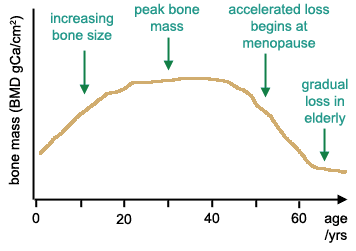 increasing
bone size
peak bone
mass
accelerated loss
begins at
menopause
gradual
loss in
elderly
bone mass (BMD gCa/cm²)
0 20 40 60 age
/yrs